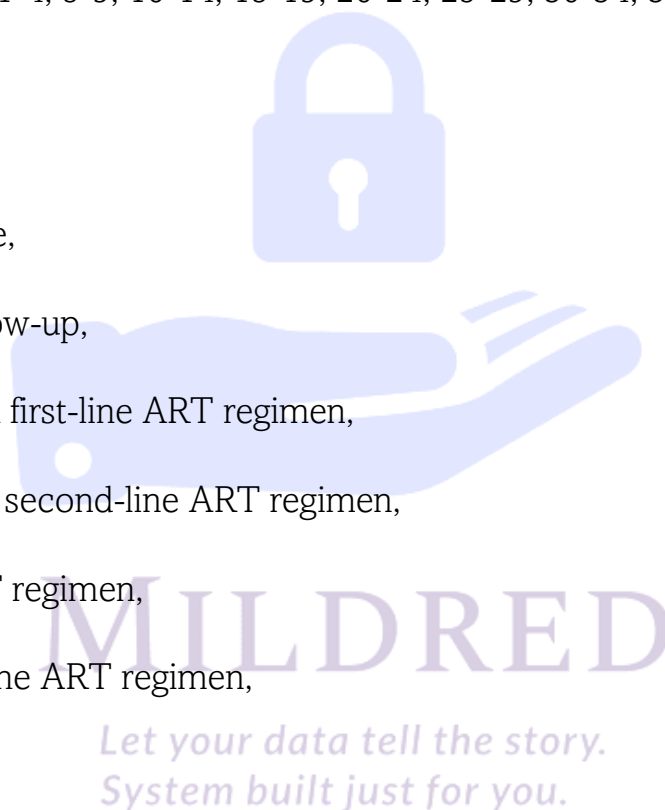 e,
ow-up,
first-line ART regimen,
second-line ART regimen,
regimen,
ne ART regimen,
MILDRED
Let your data tell the story.
System built just for you.